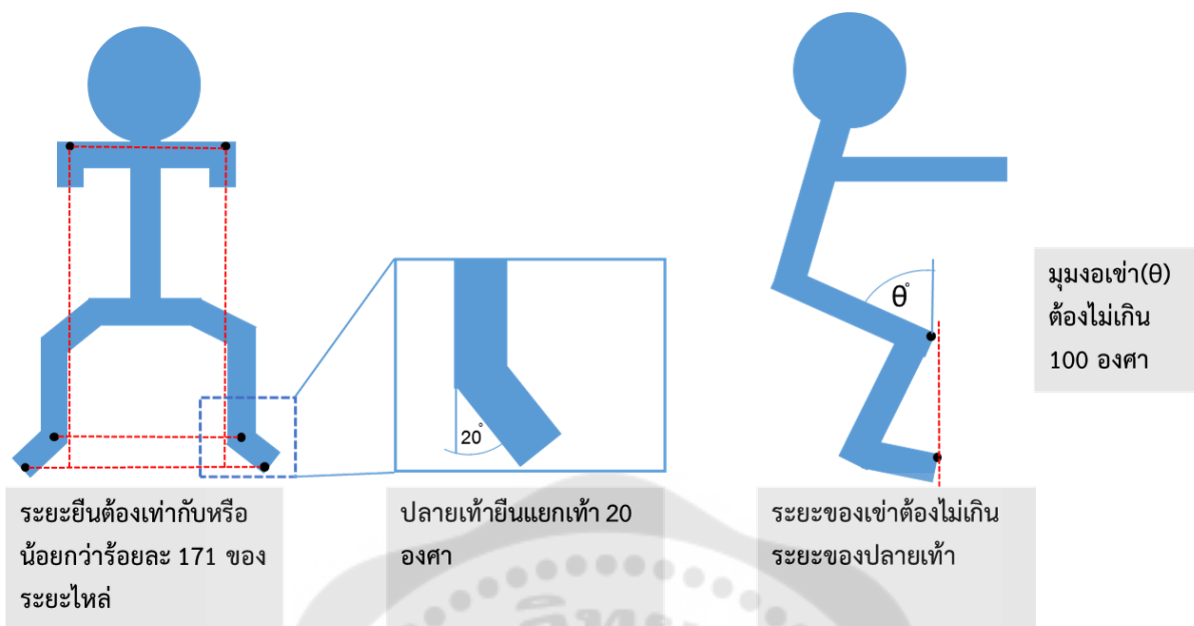 θ°
มุมงอเข่า(θ)
ต้องไม่เกิน
100 องศา
20°
ระยะยืนต้องเท่ากับหรือ
น้อยกว่าร้อยละ 171 ของ
ระยะไหล่
ปลายเท้ายืนแยกเท้า 20
องศา
ระยะของเข่าต้องไม่เกิน
ระยะของปลายเท้า